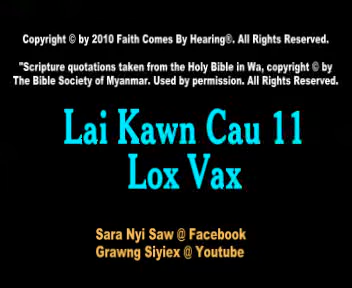 Copyright © by 2010 Faith Comes By Hearing®. All Rights Reserved.
"Scripture quotations taken from the Holy Bible in Wa, copyright © by
The Bible Society of Myanmar. Used by permission. All Rights Reserved.
Lai Kawn Cau 11
Lox Vax
Sara Nyi Saw @ Facebook
Grawng Siyiex @ Youtube